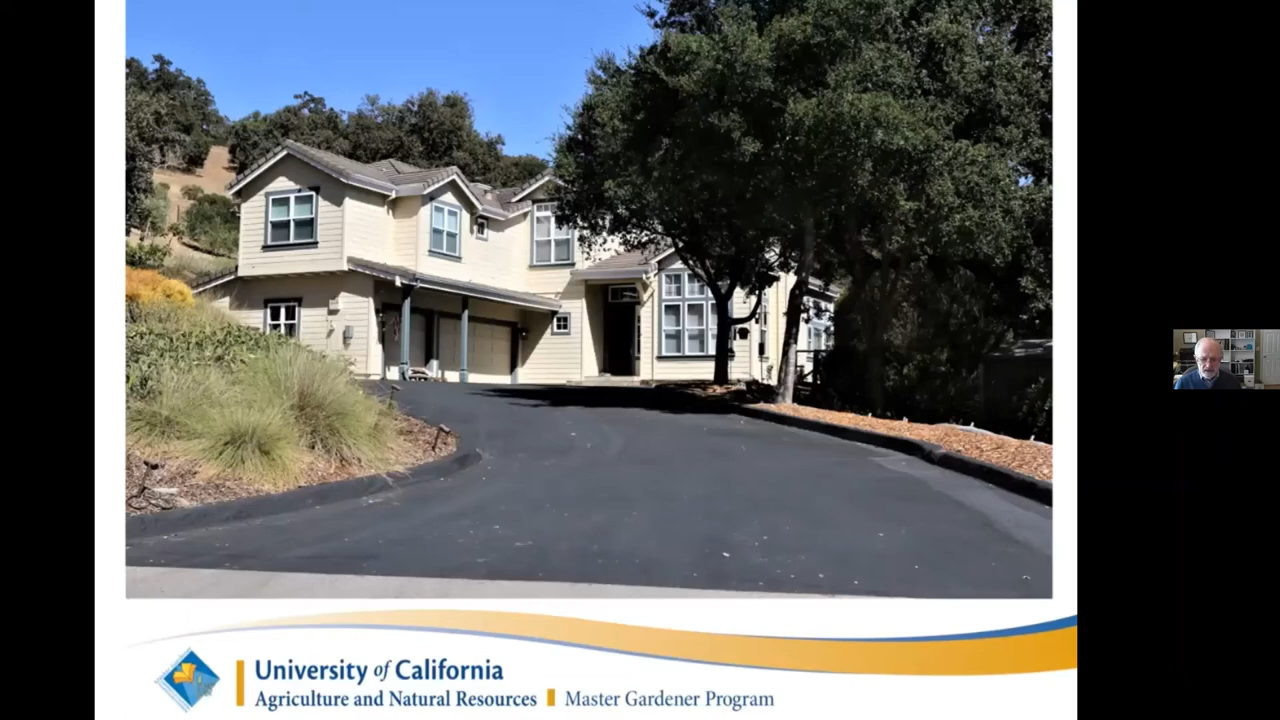 University of California
Agriculture and Natural Resources Master Gardener Program